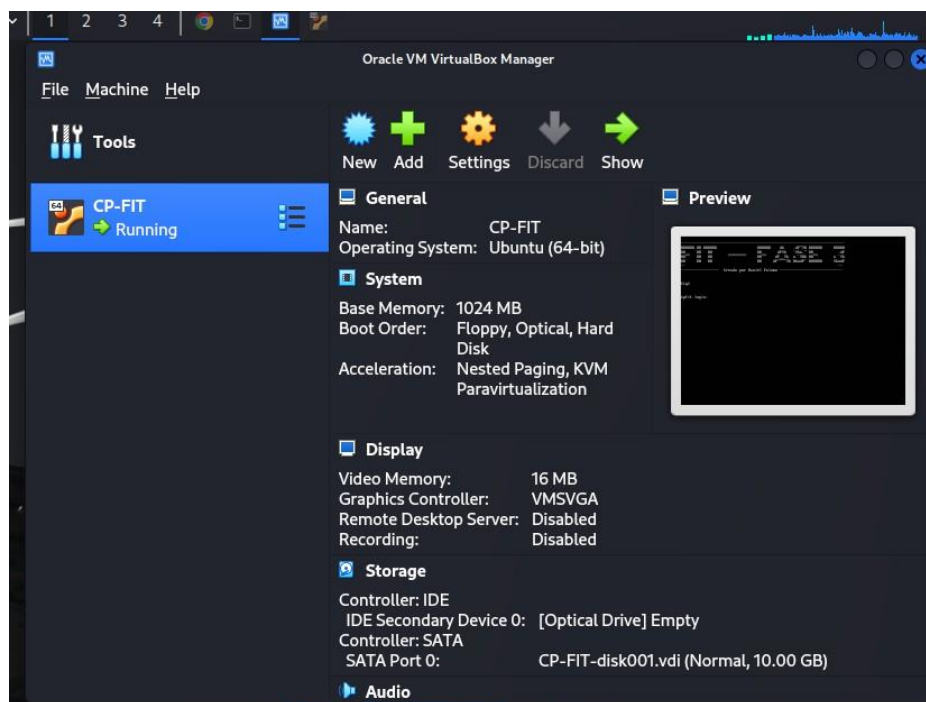 1 2 3 4
Oracle VM VirtualBox Manager
File Machine Help
Tools
New Add Settings Discard Show
64
CP-FIT
Running
General
Name: CP-FIT
Operating System: Ubuntu (64-bit)
System
Base Memory: 1024 MB
Boot Order: Floppy, Optical, Hard
Disk
Acceleration: Nested Paging, KVM
Paravirtualization
Preview
FIT - FASE 3
login:
Display
Video Memory: 16 MB
Graphics Controller: VMSVGA
Remote Desktop Server: Disabled
Recording: Disabled
Storage
Controller: IDE
IDE Secondary Device 0: [Optical Drive] Empty
Controller: SATA
SATA Port 0: CP-FIT-disk001.vdi (Normal, 10.00 GB)
Audio